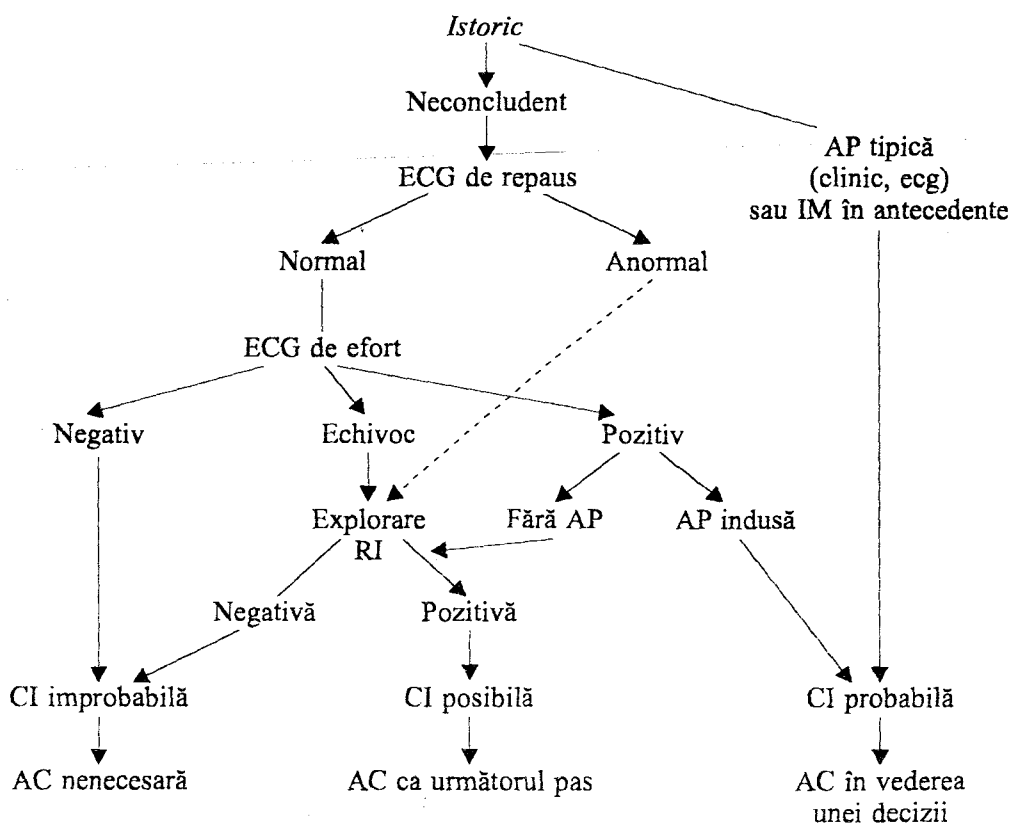 Istoric
Neconcludent
AP tipică
(clinic, ecg)
sau IM în antecedente
ECG de repaus
Normal
Anormal
ECG de efort
Negativ
Echivoc
Pozitiv
Explorare
RI
Fără AP
AP indusă
Negativă
Pozitivă
CI improbabilă
CI posibilă
CI probabilă
AC nenecesară
AC ca următorul pas
AC în vederea
unei decizii